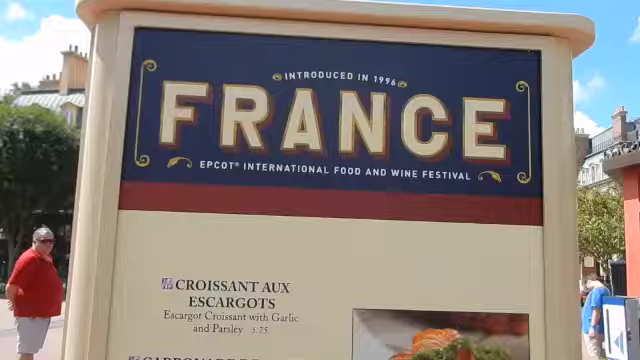 INTRODUCED IN 1996
FRANCE
EPCOT® INTERNATIONAL FOOD AND WINE FESTIVAL
CROISSANT AUX
ESCARGOTS
Escargot Croissant with Garlic
and Parsley 5.25